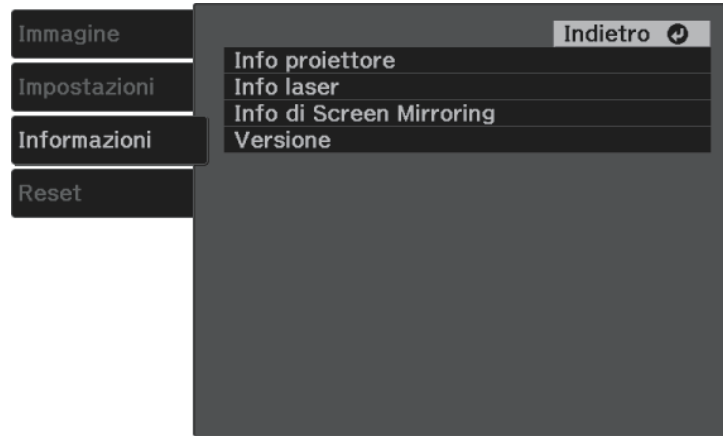 Immagine
Impostazioni
Informazioni
Reset
Indietro
Info proiettore
Info laser
Info di Screen Mirroring
Versione